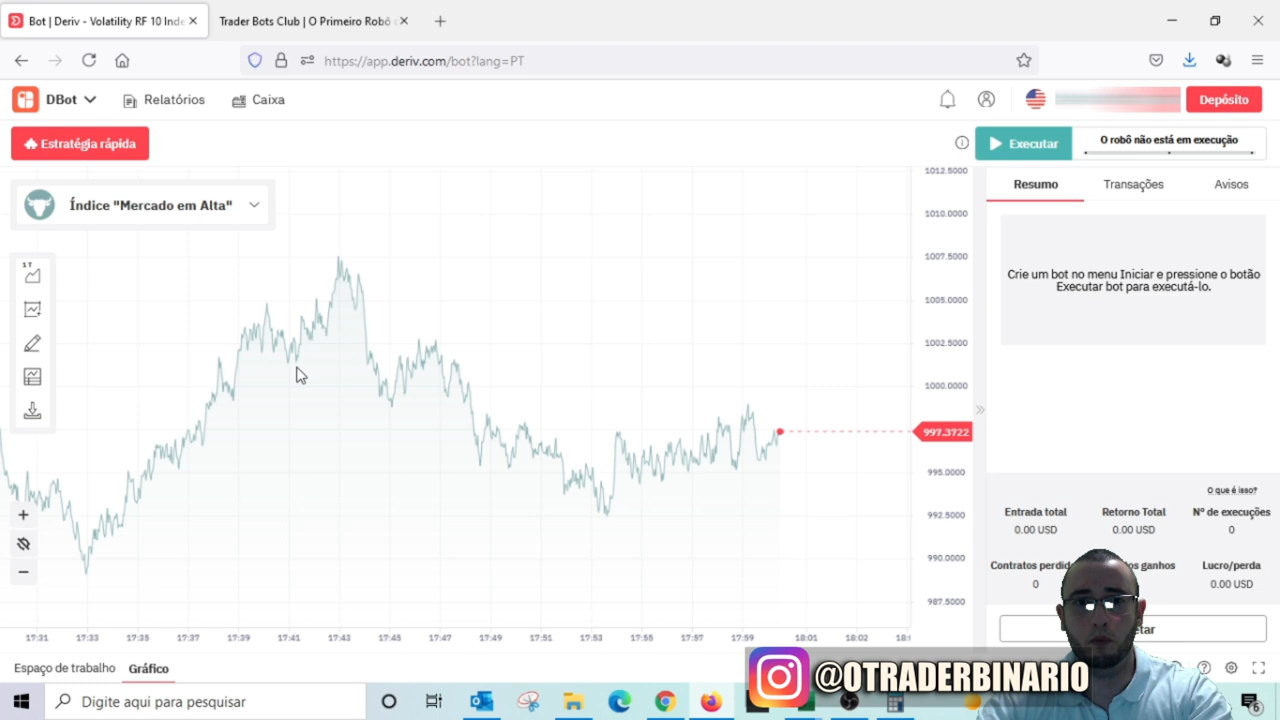 Bot | Deriv - Volatility RF 10 Inde
Trader Bots Club | O Primeiro Robô
https://app.deriv.com/bot?lang=PT
DBot
Relatórios
Caixa
Depósito
Estratégia rápida
Executar
O robô não está em execução
Índice "Mercado em Alta"
Resumo
Transações
Avisos
Crie um bot no menu Iniciar e pressione o botão
Executar bot para executá-lo.
17
1012.5000
1010.0000
1007.5000
1005.0000
1002.5000
1000.0000
997.3722
995.0000
992.5000
990.0000
987.5000
O que é isso?
Entrada total
Retorno Total
Nº de execuções
0.00 USD
0.00 USD
0
Contratos perdid
ganhos
Lucro/perda
0
0.00 USD
etar
17:31
17:33
17:35
17:37
17:39
17:41
17:43
17:45
17:47
17:49
17:51
17:53
17:55
17:57
17:59
18:01
18:02
Espaço de trabalho
Gráfico
@OTRADERBINARIO
Digite aqui para pesquisar
6